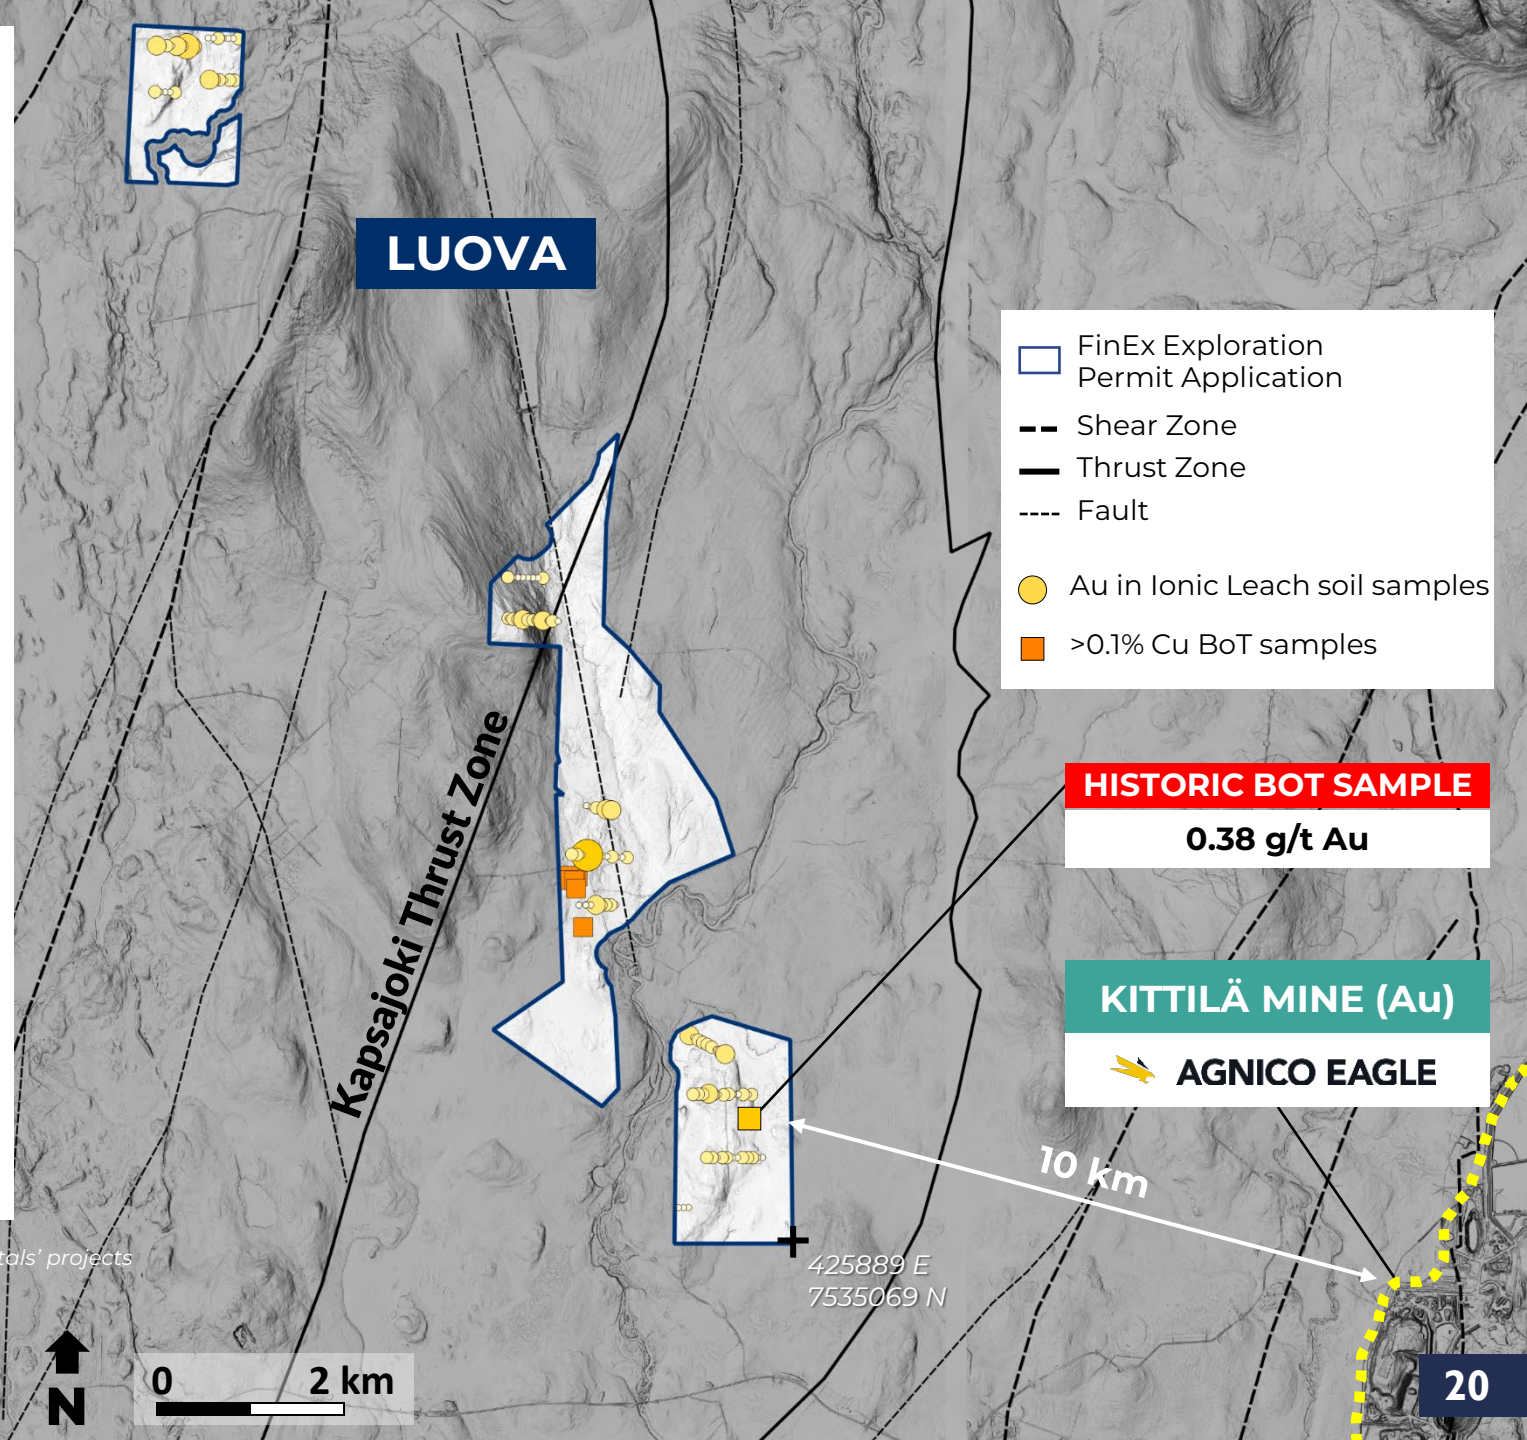 LUOVA
FinEx Exploration
Permit Application
Shear Zone
Thrust Zone
Fault
Au in Ionic Leach soil samples
>0.1% Cu BoT samples
Kapsajoki Thrust Zone
HISTORIC BOT SAMPLE
0.38 g/t Au
KITTILÄ MINE (Au)
AGNICO EAGLE
10 km
425889 E
7535069 N
tals’ projects
N
0 2 km
20